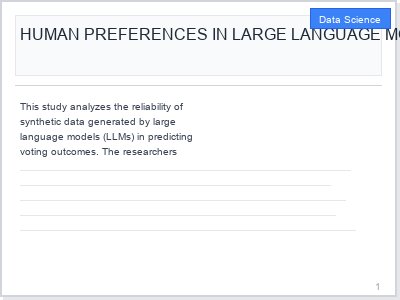 Data Science
HUMAN PREFERENCES IN LARGE LANGUAGE
This study analyzes the reliability of
synthetic data generated by large
language models (LLMs) in predicting
voting outcomes. The researchers
1